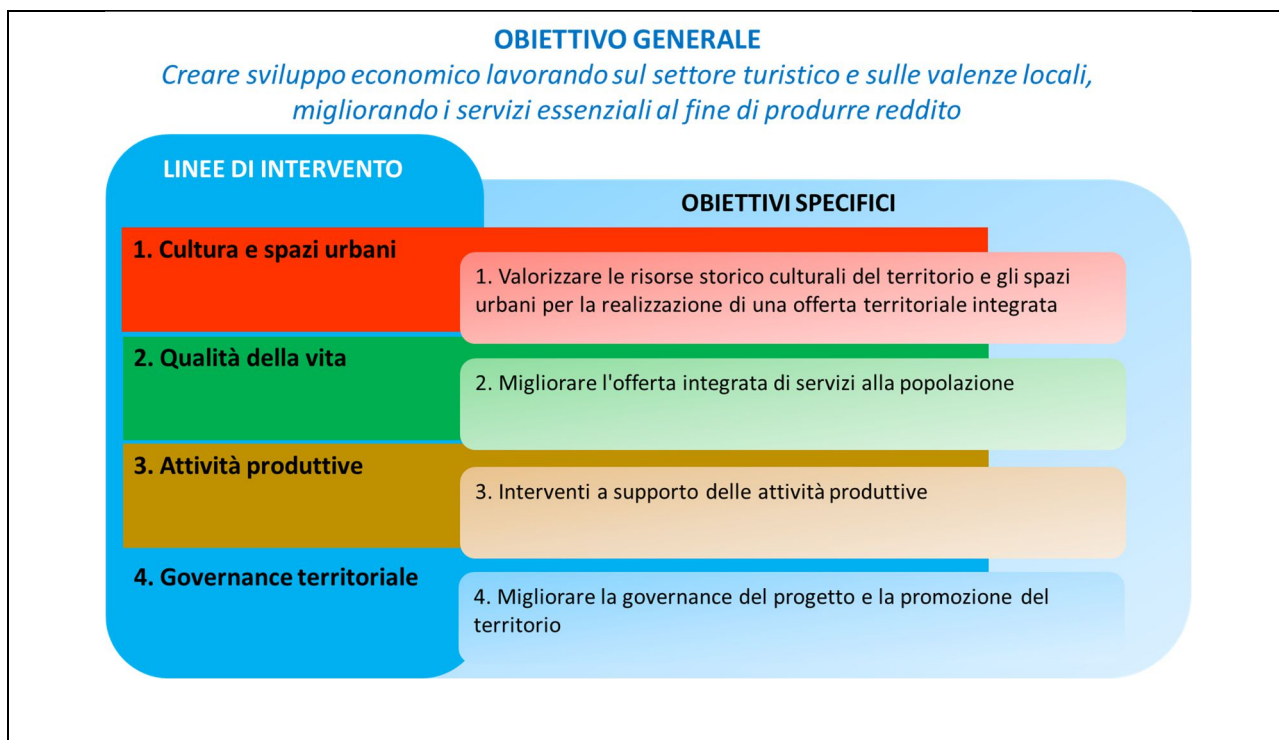 OBIETTIVO GENERALE
Creare sviluppo economico lavorando sul settore turistico e sulle valenze locali,
migliorando i servizi essenziali al fine di produrre reddito
LINEE DI INTERVENTO
OBIETTIVI SPECIFICI
1. Cultura e spazi urbani
1. Valorizzare le risorse storico culturali del territorio e gli spazi
urbani per la realizzazione di una offerta territoriale integrata
2. Qualità della vita
2. Migliorare l'offerta integrata di servizi alla popolazione
3. Attività produttive
3. Interventi a supporto delle attività produttive
4. Governance territoriale
4. Migliorare la governance del progetto e la promozione del
territorio